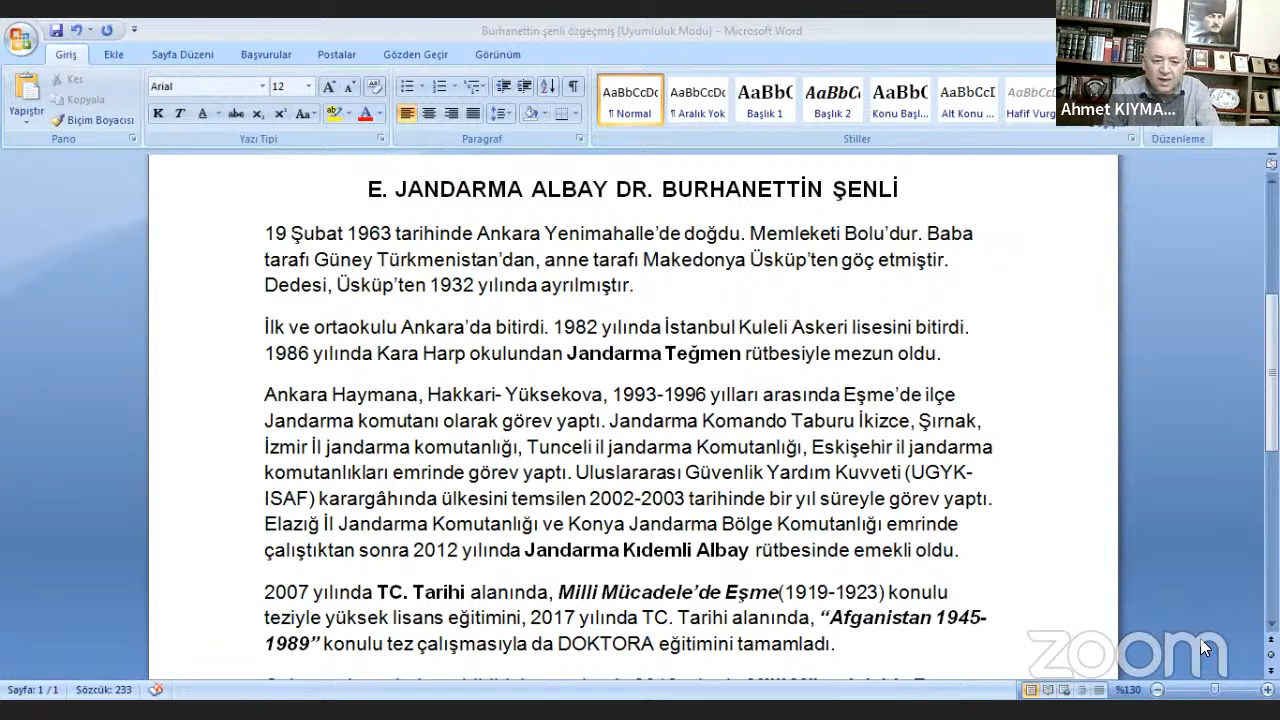 Burhanettin şenli özgeçmiş [Uyumluluk Modu] - Microsoft Word
Giriş Ekle Sayfa Düzeni Başvurular Postalar Gözden Geçir Görünüm
Yapıştır
Kes
Kopyala
Biçim Boyacısı
Pano
Arial 12
Yazı Tipi
Paragraf
AaBbCcDc AaBbCcDc AaBbC AaBbC AaBbC AaBbCcI AaBbCcD
¶ Normal ¶ Aralık Yok Başlık 1 Başlık 2 Konu Başl... Alt Konu ... Hafif Vurg
Stiller
Düzenleme
Ahmet KIYMA...
E. JANDARMA ALBAY DR. BURHANETTİN ŞENLİ
19 Şubat 1963 tarihinde Ankara Yenimahalle’de doğdu. Memleketi Bolu’dur. Baba
tarafı Güney Türkmenistan’dan, anne tarafı Makedonya Üsküp’ten göç etmiştir.
Dedesi, Üsküp’ten 1932 yılında ayrılmıştır.
İlk ve ortaokulu Ankara’da bitirdi. 1982 yılında İstanbul Kuleli Askeri lisesini bitirdi.
1986 yılında Kara Harp okulundan Jandarma Teğmen rütbesiyle mezun oldu.
Ankara Haymana, Hakkari- Yüksekova, 1993-1996 yılları arasında Eşme’de ilçe
Jandarma komutanı olarak görev yaptı. Jandarma Komando Taburu İkizce, Şırnak,
İzmir İl jandarma komutanlığı, Tunceli il jandarma Komutanlığı, Eskişehir il jandarma
komutanlıkları emrinde görev yaptı. Uluslararası Güvenlik Yardım Kuvveti (UGYK-
ISAF) karargâhında ülkesini temsilen 2002-2003 tarihinde bir yıl süreyle görev yaptı.
Elazığ İl Jandarma Komutanlığı ve Konya Jandarma Bölge Komutanlığı emrinde
çalıştıktan sonra 2012 yılında Jandarma Kıdemli Albay rütbesinde emekli oldu.
2007 yılında TC. Tarihi alanında, Milli Mücadele’de Eşme(1919-1923) konulu
teziyle yüksek lisans eğitimini, 2017 yılında TC. Tarihi alanında, “Afganistan 1945-
1989” konulu tez çalışmasıyla da DOKTORA eğitimini tamamladı.
zoom
Sayfa: 1 / 1 Sözcük: 233 %130